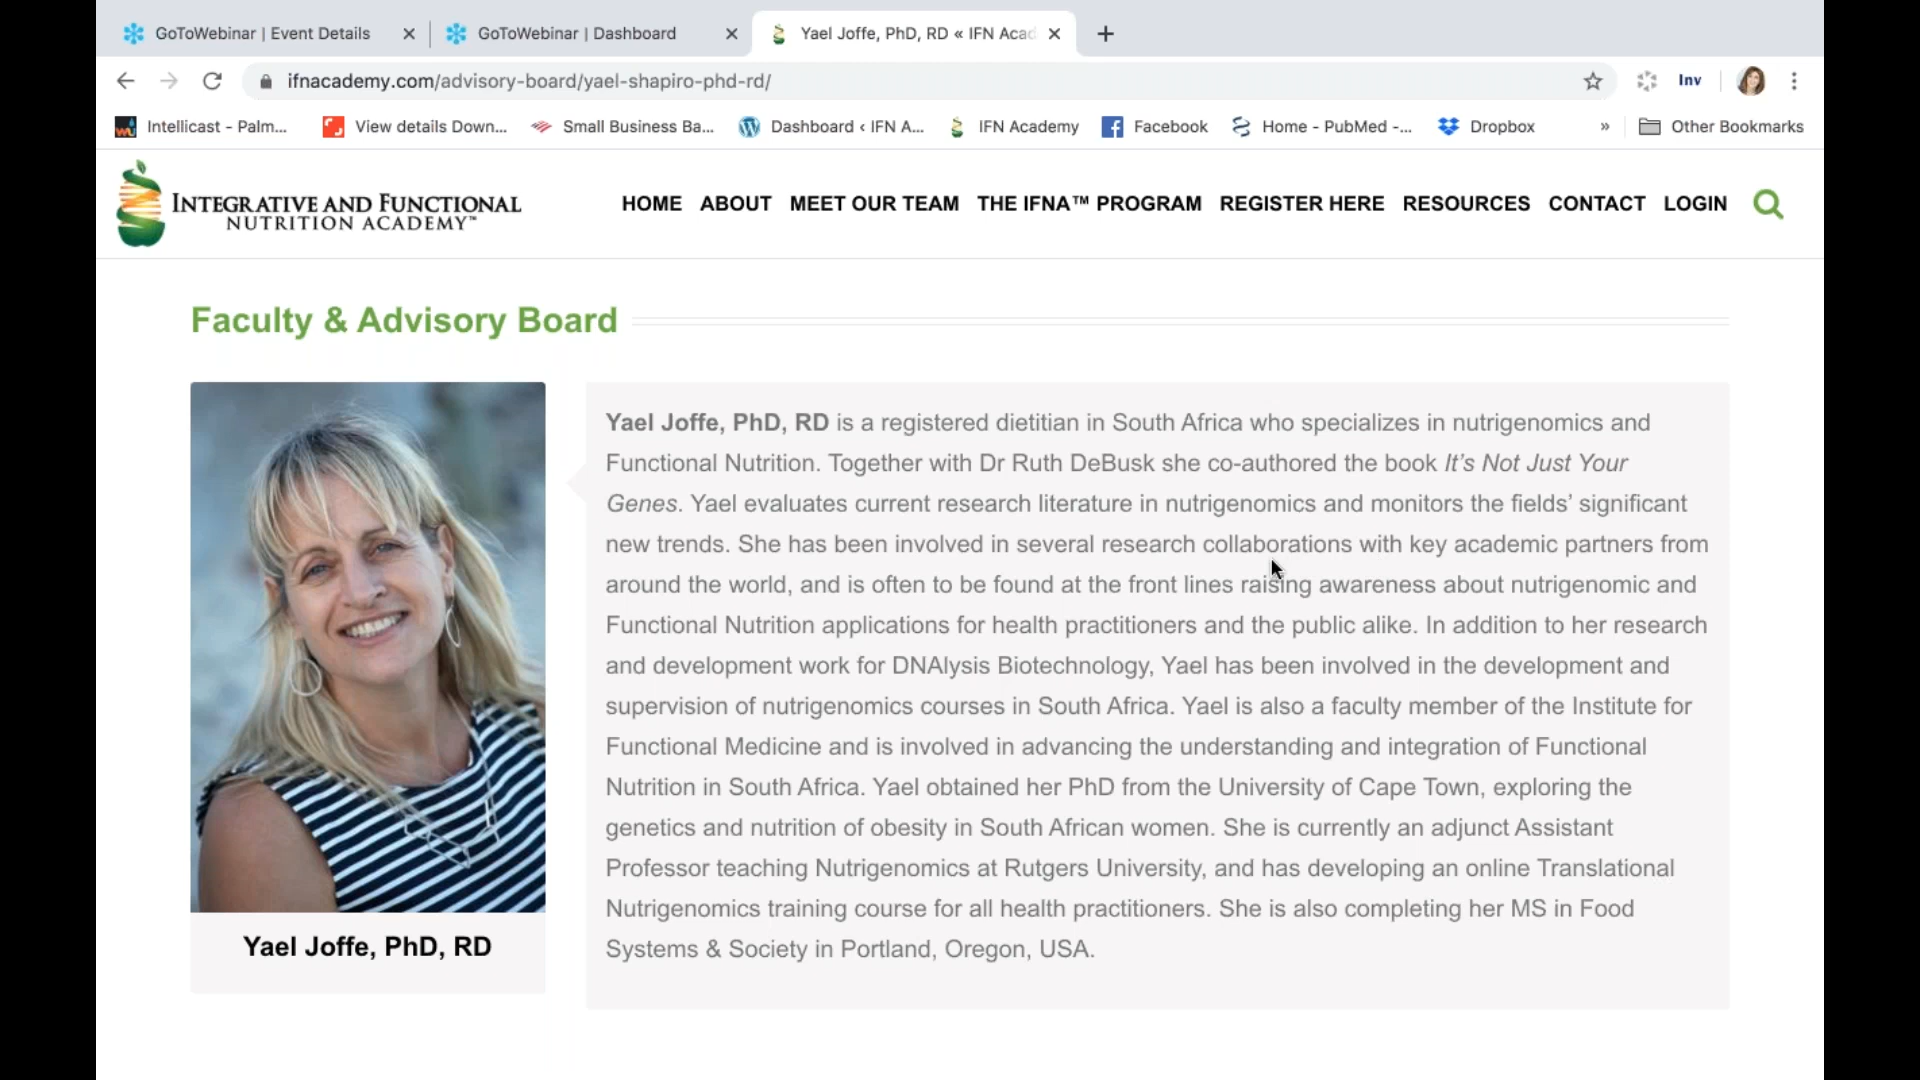 GoToWebinar | Event Details
GoToWebinar | Dashboard
Yael Joffe, PhD, RD « IFN Acad
ifnacademy.com/advisory-board/yael-shapiro-phd-rd/
Inv
Intellicast - Palm...
View details Down...
Small Business Ba...
Dashboard ‹ IFN A...
IFN Academy
Facebook
Home - PubMed -...
Dropbox
»
Other Bookmarks
INTEGRATIVE AND FUNCTIONAL
NUTRITION ACADEMY™
HOME ABOUT MEET OUR TEAM THE IFNA™ PROGRAM REGISTER HERE RESOURCES CONTACT LOGIN
Faculty & Advisory Board
Yael Joffe, PhD, RD is a registered dietitian in South Africa who specializes in nutrigenomics and
Functional Nutrition. Together with Dr Ruth DeBusk she co-authored the book It’s Not Just Your
Genes. Yael evaluates current research literature in nutrigenomics and monitors the fields’ significant
new trends. She has been involved in several research collaborations with key academic partners from
around the world, and is often to be found at the front lines raising awareness about nutrigenomic and
Functional Nutrition applications for health practitioners and the public alike. In addition to her research
and development work for DNAlysis Biotechnology, Yael has been involved in the development and
supervision of nutrigenomics courses in South Africa. Yael is also a faculty member of the Institute for
Functional Medicine and is involved in advancing the understanding and integration of Functional
Nutrition in South Africa. Yael obtained her PhD from the University of Cape Town, exploring the
genetics and nutrition of obesity in South African women. She is currently an adjunct Assistant
Professor teaching Nutrigenomics at Rutgers University, and has developing an online Translational
Nutrigenomics training course for all health practitioners. She is also completing her MS in Food
Systems & Society in Portland, Oregon, USA.
Yael Joffe, PhD, RD